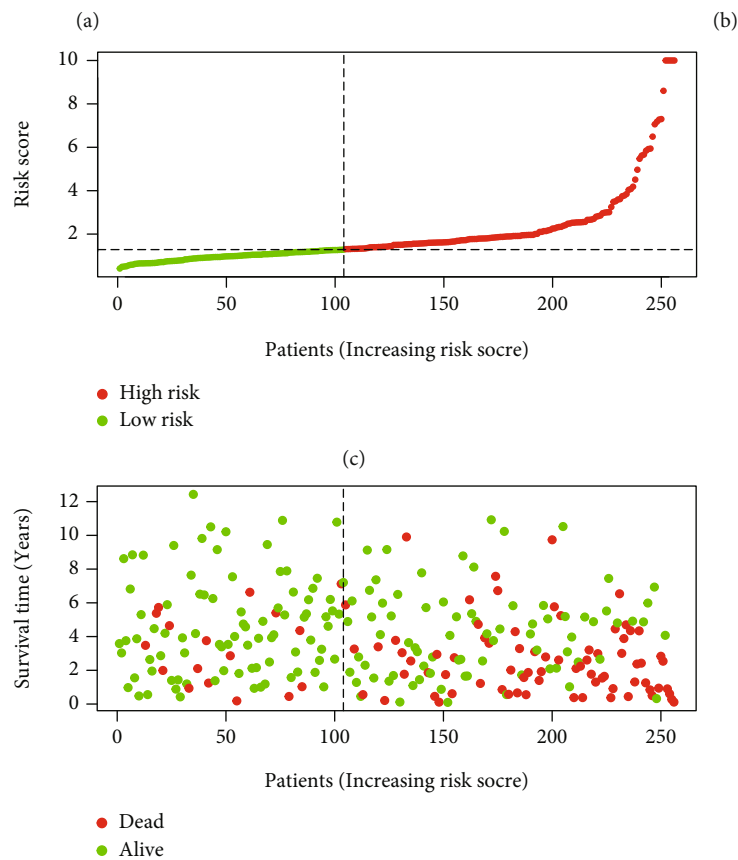 (a)
(b)
10
8
6
4
2
Risk score
0
50
100
150
200
250
Patients (Increasing risk socre)
High risk
Low risk
(c)
12
10
8
6
4
2
0
Survival time (Years)
0
50
100
150
200
250
Patients (Increasing risk socre)
Dead
Alive